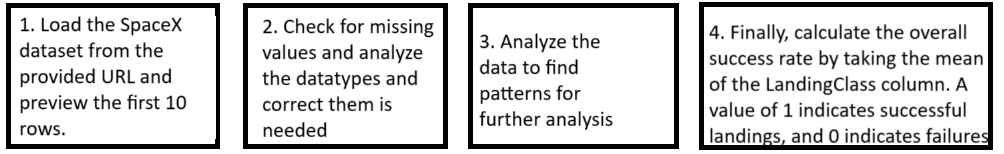 1. Load the SpaceX
dataset from the
provided URL and
preview the first 10
rows.
2. Check for missing
values and analyze
the datatypes and
correct them is
needed
3. Analyze the
data to find
patterns for
further analysis
4. Finally, calculate the overall
success rate by taking the mean
of the LandingClass column. A
value of 1 indicates successful
landings, and 0 indicates failures